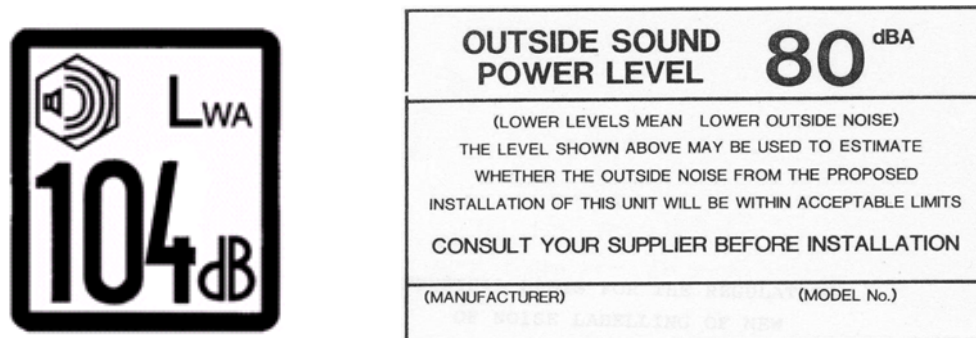 LWA
104dB
OUTSIDE SOUND
POWER LEVEL
80 dBA
(LOWER LEVELS MEAN LOWER OUTSIDE NOISE)
THE LEVEL SHOWN ABOVE MAY BE USED TO ESTIMATE
WHETHER THE OUTSIDE NOISE FROM THE PROPOSED
INSTALLATION OF THIS UNIT WILL BE WITHIN ACCEPTABLE LIMITS
CONSULT YOUR SUPPLIER BEFORE INSTALLATION
(MANUFACTURER) (MODEL No.)
FOR THE
OF NOISE LABELLING OF NEW